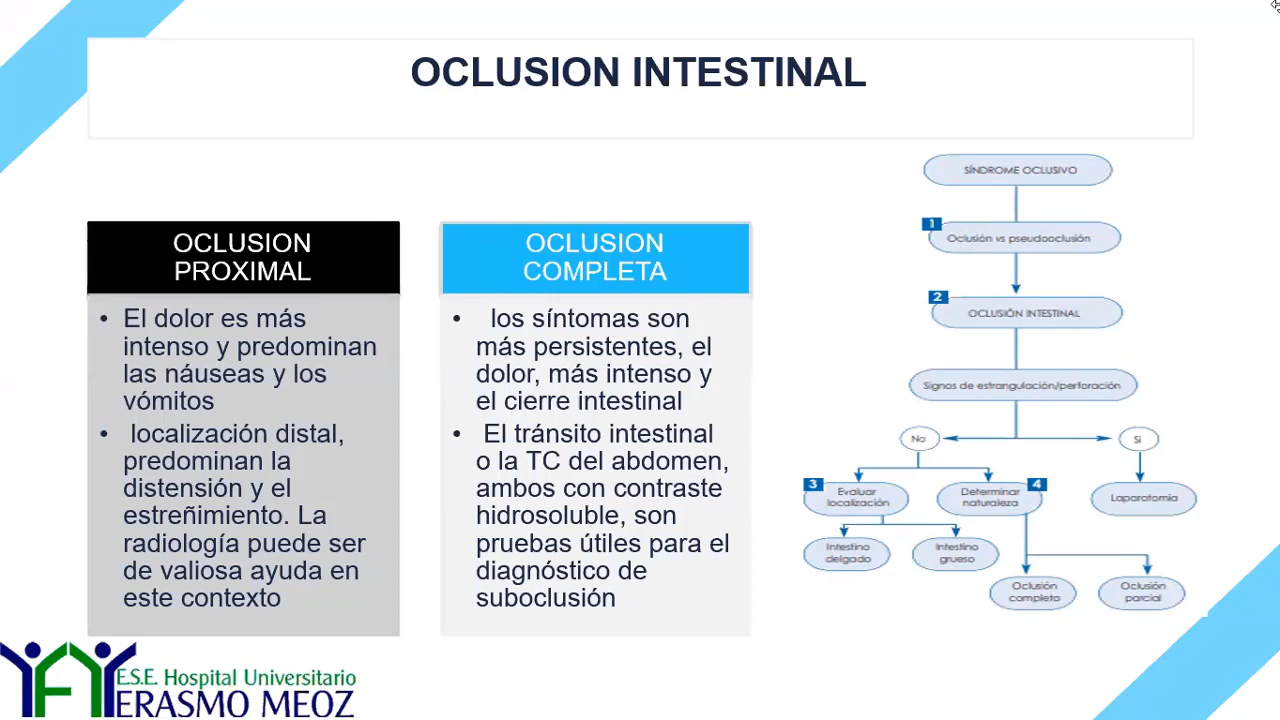 OCLUSION INTESTINAL
OCLUSION
PROXIMAL
• El dolor es más
intenso y predominan
las náuseas y los
vómitos
• localización distal,
predominan la
distensión y el
estreñimiento. La
radiología puede ser
de valiosa ayuda en
este contexto
OCLUSION
COMPLETA
• los síntomas son
más persistentes, el
dolor, más intenso y
el cierre intestinal
• El tránsito intestinal
o la TC del abdomen,
ambos con contraste
hidrosoluble, son
pruebas útiles para el
diagnóstico de
suboclusión
SÍNDROME OCLUSIVO
1
Oclusión vs pseudooclusión
2
OCLUSIÓN INTESTINAL
Signos de estrangulación/perforación
No
Si
3
Evaluar
localización
Determinar
naturaleza
4
Laparotomia
Intestino
delgado
Intestino
grueso
Oclusión
completa
Oclusión
parcial
E.S.E. Hospital Universitario
ERASMO MEOZ